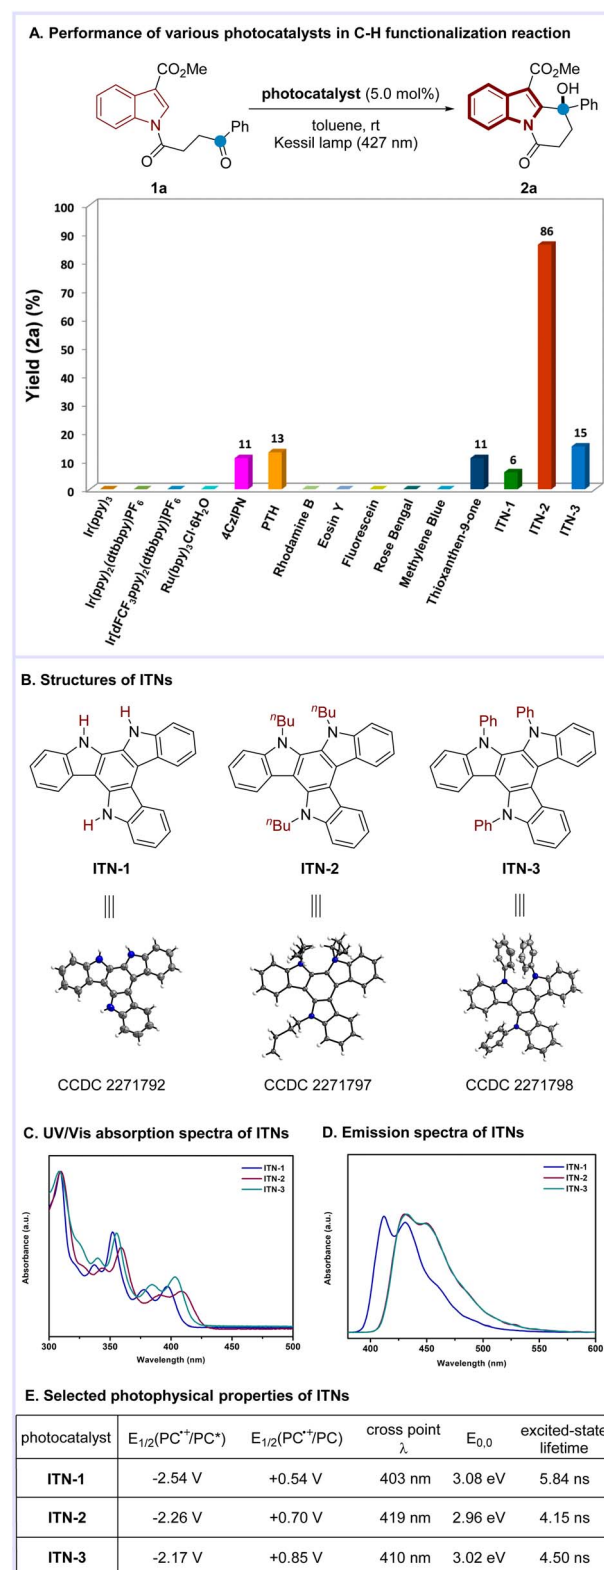 A. Performance of various photocatalysts in C-H functionalization reaction
CO2Me
N
O
Ph
O
1a
photocatalyst (5.0 mol%)
toluene, rt
Kessil lamp (427 nm)
CO2Me
OH
Ph
N
O
2a
Yield (2a) (%)
100
90
80
70
60
50
40
30
20
10
0
11
13
11
6
86
15
Ir(ppy)3
Ir(ppy)2(dtbbpy)PF6
Ir[dFCF3ppy)2(dtbbpy)]PF6
Ru(bpy)3Cl·6H2O
4CzIPN
PTH
Rhodamine B
Eosin Y
Fluorescein
Rose Bengal
Methylene Blue
Thioxanthen-9-one
ITN-1
ITN-2
ITN-3
B. Structures of ITNs
H
H
N
N
N
H
nBu
nBu
N
N
N
nBu
Ph
Ph
N
N
N
Ph
ITN-1
ITN-2
ITN-3
CCDC 2271792
CCDC 2271797
CCDC 2271798
C. UV/Vis absorption spectra of ITNs
Absorbance (a.u.)
ITN-1
ITN-2
ITN-3
300
350
400
450
500
Wavelength (nm)
D. Emission spectra of ITNs
Absorbance (a.u.)
ITN-1
ITN-2
ITN-3
400
450
500
550
600
Wavelength (nm)
E. Selected photophysical properties of ITNs
photocatalyst E1/2(PC•+/PC*) E1/2(PC•+/PC) cross point λ E0,0 excited-state lifetime
ITN-1 -2.54 V +0.54 V 403 nm 3.08 eV 5.84 ns
ITN-2 -2.26 V +0.70 V 419 nm 2.96 eV 4.15 ns
ITN-3 -2.17 V +0.85 V 410 nm 3.02 eV 4.50 ns